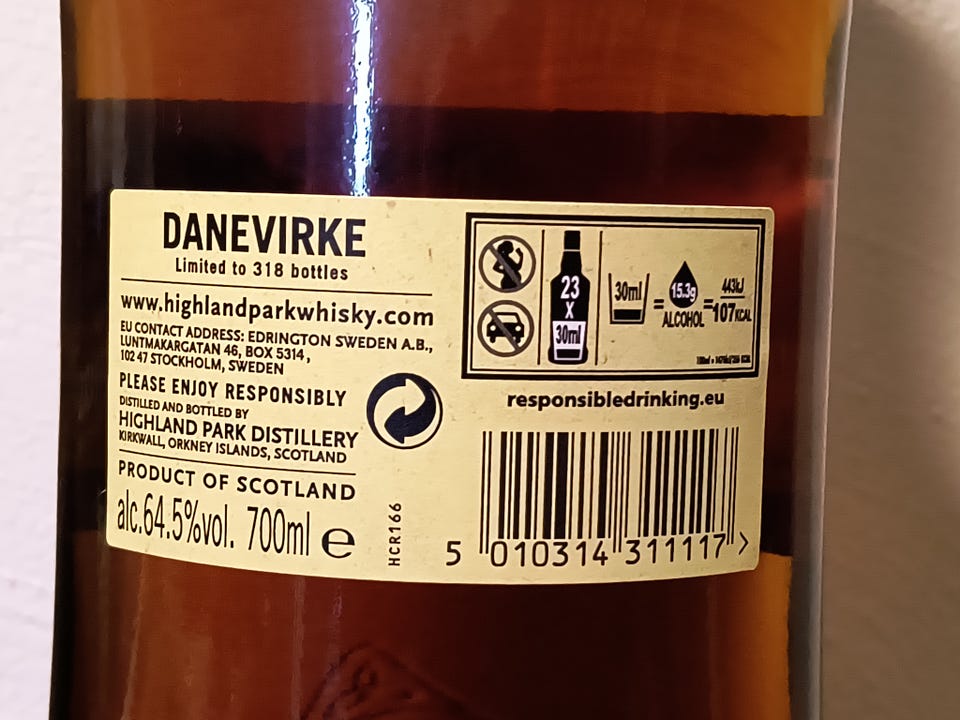 DANEVIRKE
Limited to 318 bottles
www.highlandparkwhisky.com
EU CONTACT ADDRESS: EDRINGTON SWEDEN A.B.,
LUNTMAKARGATAN 46, BOX 5314,
102 47 STOCKHOLM, SWEDEN
PLEASE ENJOY RESPONSIBLY
DISTILLED AND BOTTLED BY
HIGHLAND PARK DISTILLERY
KIRKWALL, ORKNEY ISLANDS, SCOTLAND
PRODUCT OF SCOTLAND
alc.64.5%vol. 700ml e
HCR166
23
X
30ml
30ml
=
15.3g
ALCOHOL
=
443kJ
107KCAL
responsibledrinking.eu
5 010314 311117 >